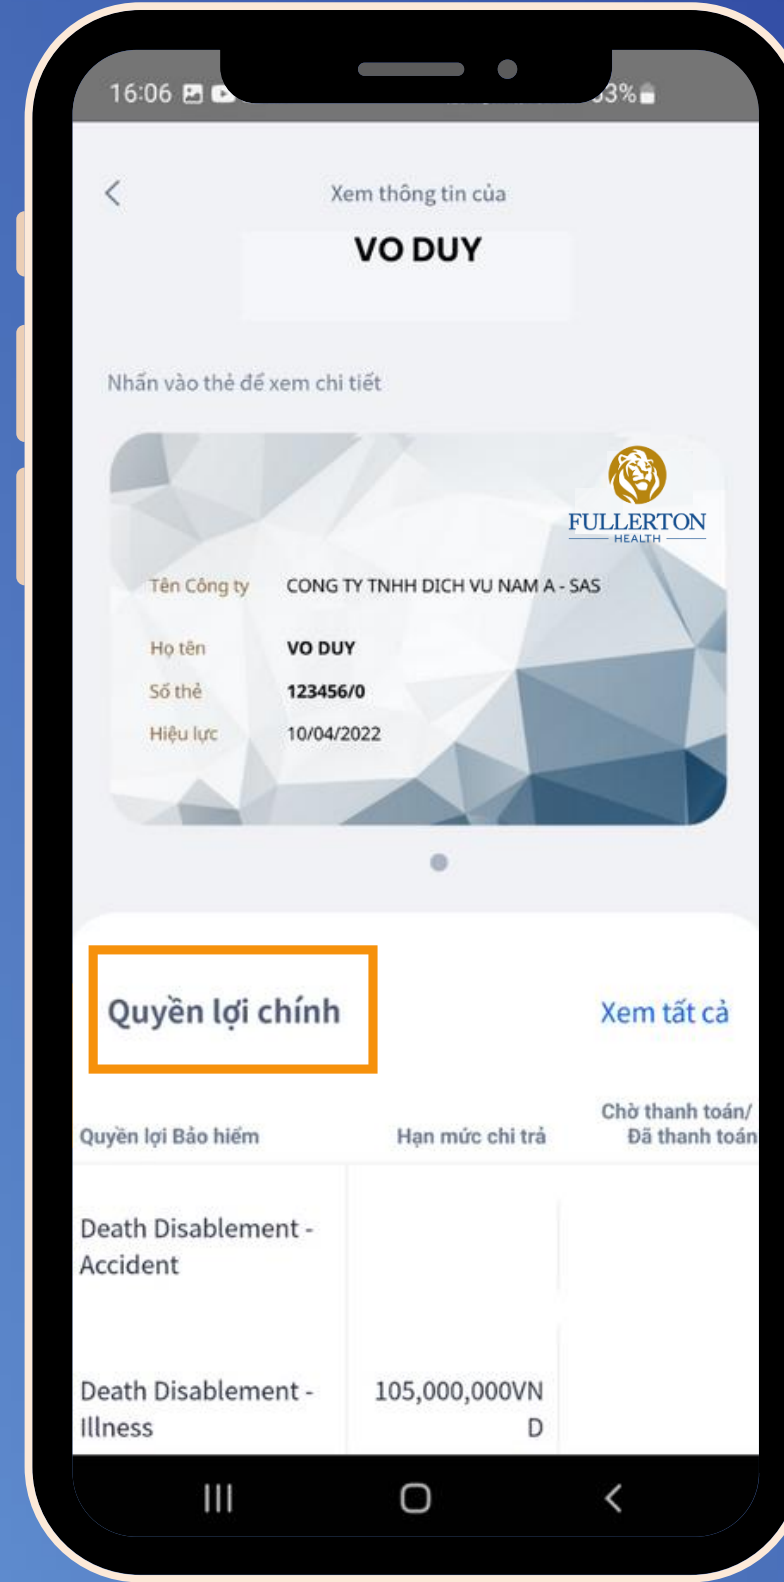 16:06
63%
Xem thông tin của
VO DUY
Nhấn vào thẻ để xem chi tiết
FULLERTON
HEALTH
Tên Công ty CONG TY TNHH DICH VU NAM A - SAS
Họ tên VO DUY
Số thẻ 123456/0
Hiệu lực 10/04/2022
Quyền lợi chính
Xem tất cả
Quyền lợi Bảo hiểm Hạn mức chi trả Chờ thanh toán/
Đã thanh toán
Death Disablement -
Accident
Death Disablement - 105,000,000VN
Illness D